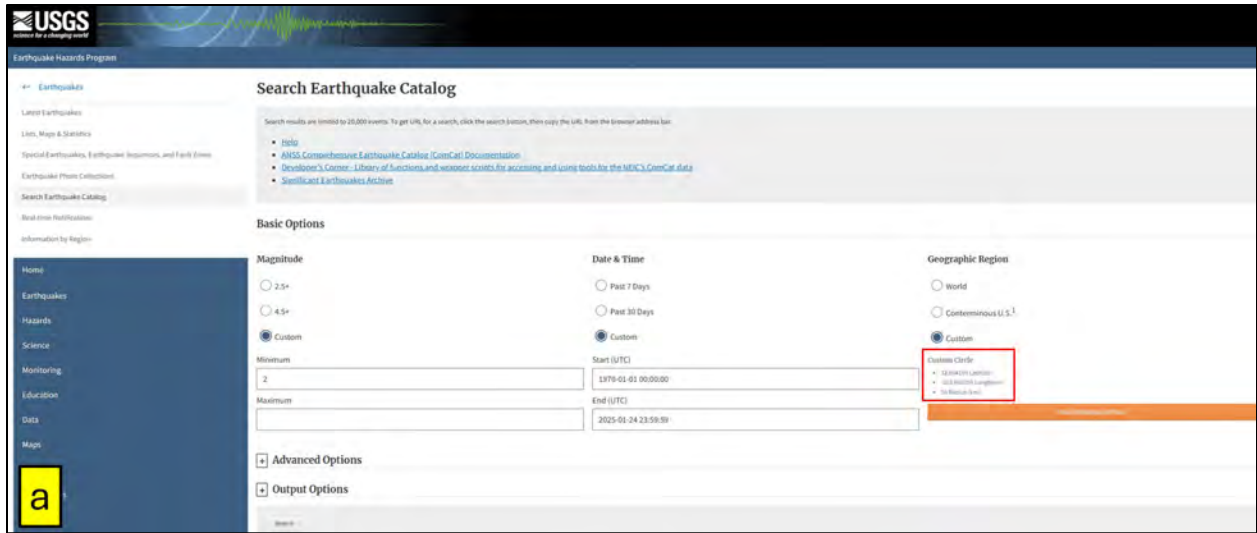 USGS
science for a changing world
Earthquake Hazards Program
← Earthquakes
Latest Earthquakes
Lists, Maps & Statistics
Special Earthquakes, Earthquake Sequences, and Fault Zones
Earthquake Photo Collections
Search Earthquake Catalog
Real-time Notifications
Information by Region
Home
Earthquakes
Hazards
Science
Monitoring
Education
Data
Maps
a
Search Earthquake Catalog
Search results are limited to 20,000 events. To get URL for a search, click the search button, then copy the URL from the browser address bar.
Help
ANSS Comprehensive Earthquake Catalog (ComCat) Documentation
Developer's Corner - Library of functions and wrapper scripts for accessing and using tools for the NEIC's ComCat data
Significant Earthquakes Archive
Basic Options
Magnitude
2.5+
4.5+
Custom
Minimum
2
Maximum
Date & Time
Past 7 Days
Past 30 Days
Custom
Start (UTC)
1970-01-01 00:00:00
End (UTC)
2025-01-24 23:59:59
Geographic Region
World
Conterminous U.S.1
Custom
Custom Circle
Latitude
Longitude
Radius (km)
+ Advanced Options
+ Output Options
Search